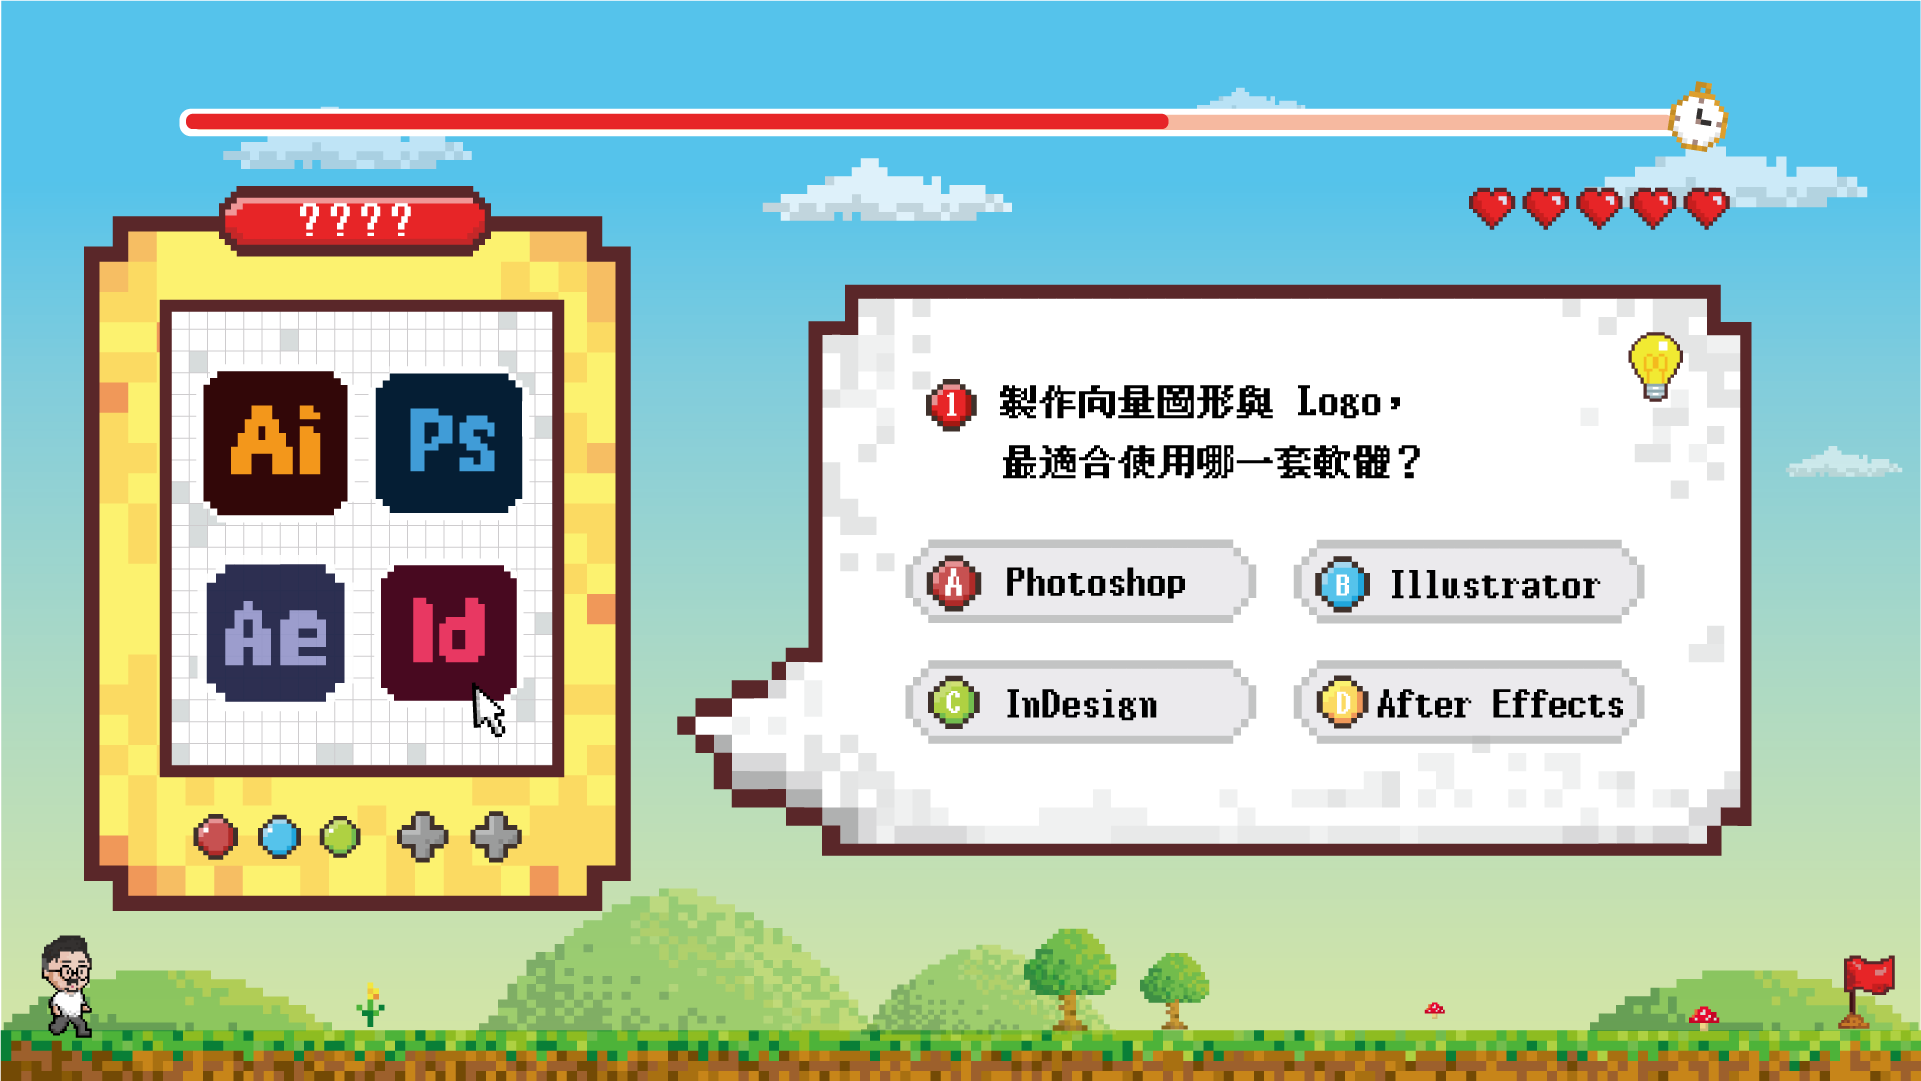 ????
Ai
Ps
Ae
Id
1 製作向量圖形與 Logo,
最適合使用哪一套軟體?
A Photoshop
B Illustrator
C InDesign
D After Effects